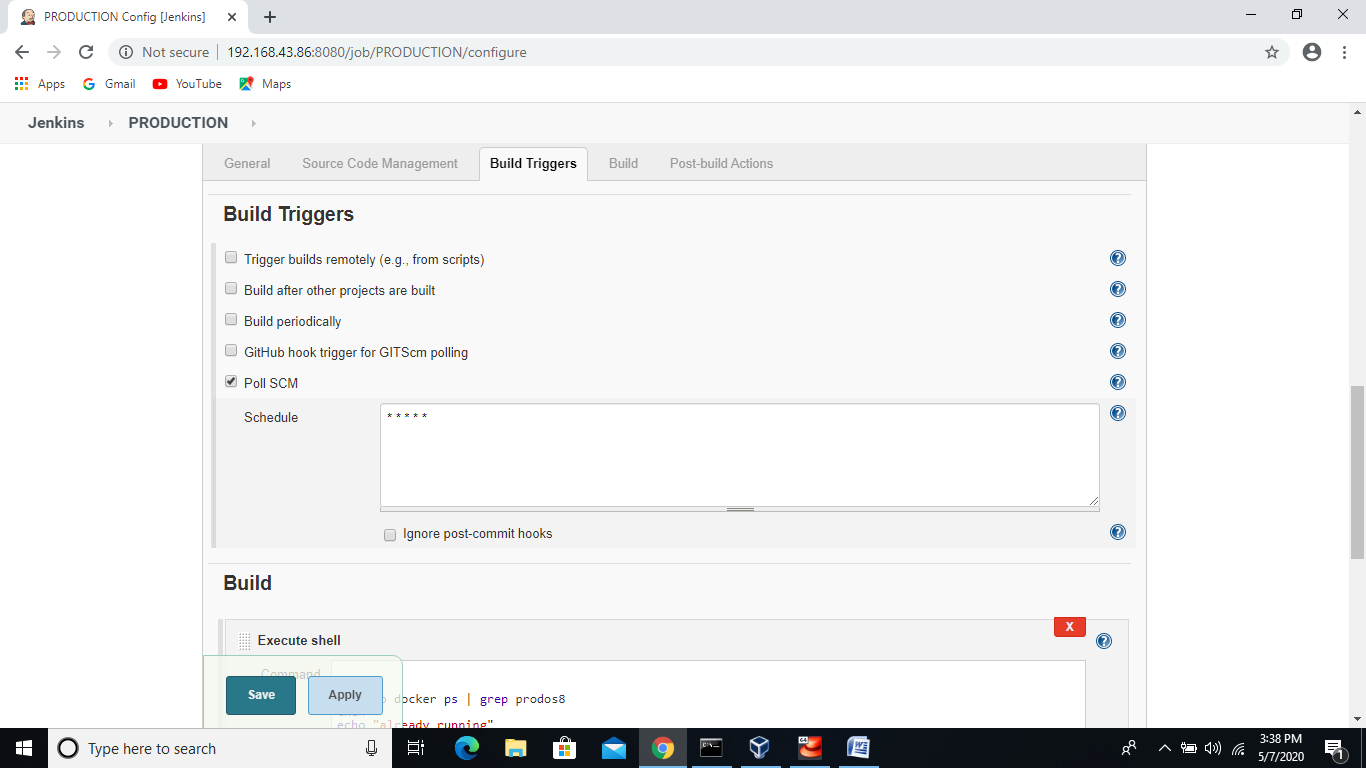 PRODUCTION Config [Jenkins]
Not secure 192.168.43.86:8080/job/PRODUCTION/configure
Apps Gmail YouTube Maps
Jenkins PRODUCTION
General Source Code Management Build Triggers Build Post-build Actions
Build Triggers
Trigger builds remotely (e.g., from scripts)
Build after other projects are built
Build periodically
GitHub hook trigger for GITScm polling
Poll SCM
Schedule
* * * * *
Ignore post-commit hooks
Build
X
Execute shell
Command
docker ps | grep prodos8
echo "already running"
Save Apply
Type here to search
3:38 PM
5/7/2020
1